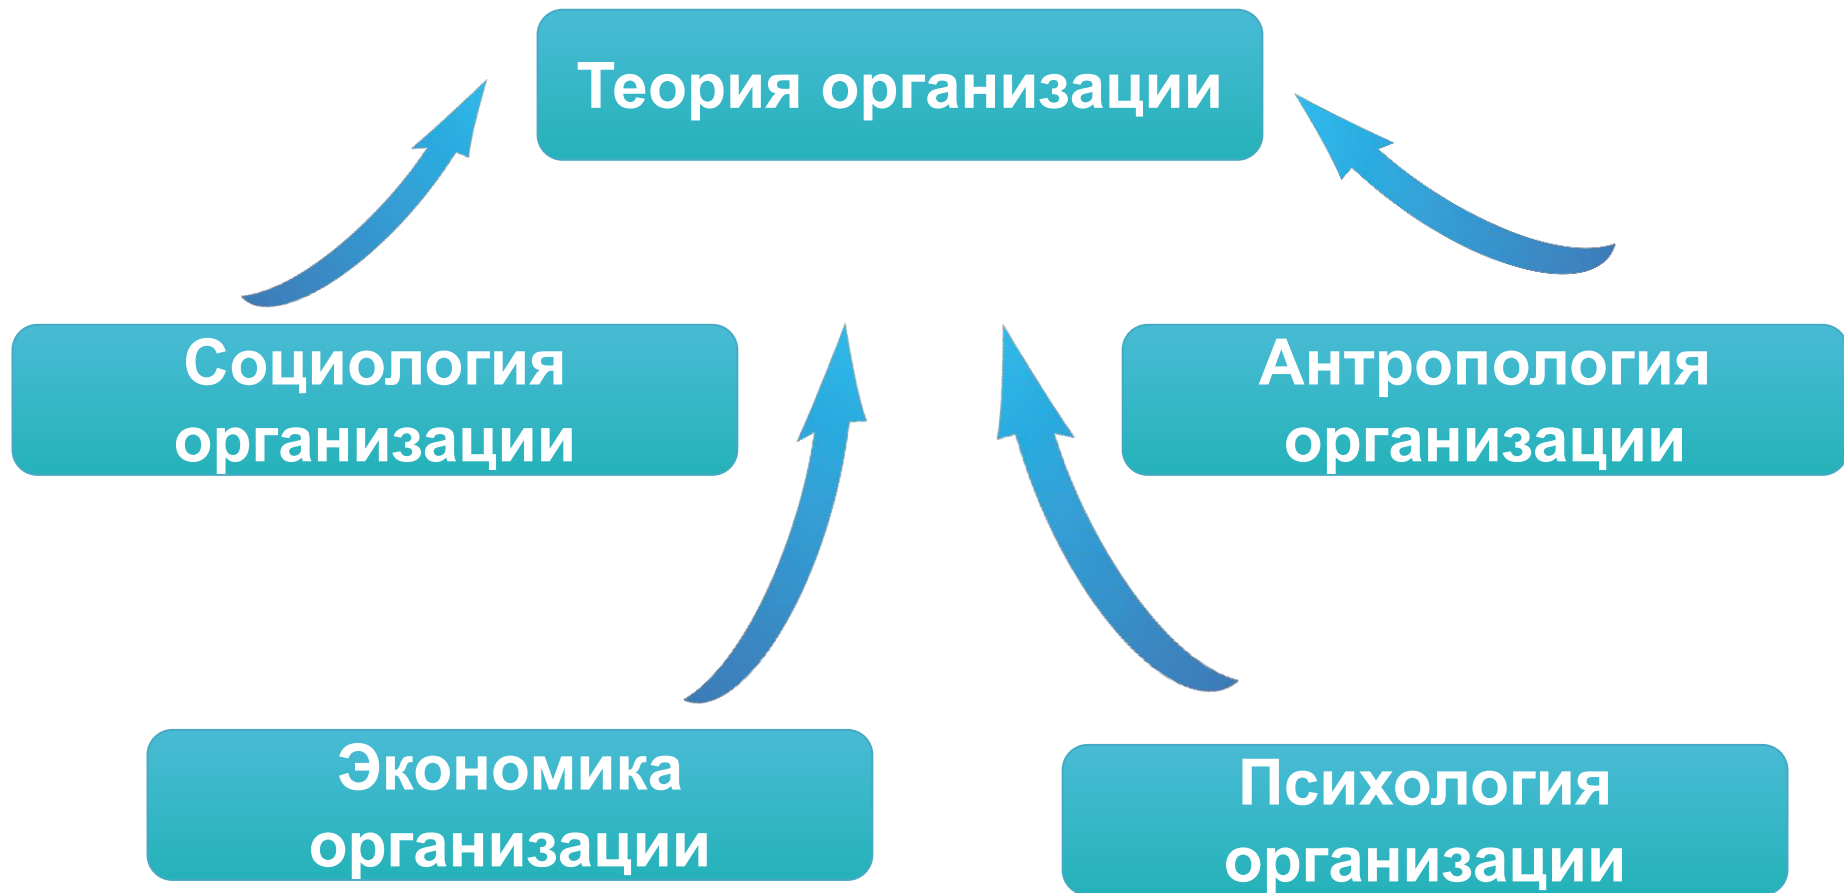 Теория организации
Социология
организации
Антропология
организации
Экономика
организации
Психология
организации